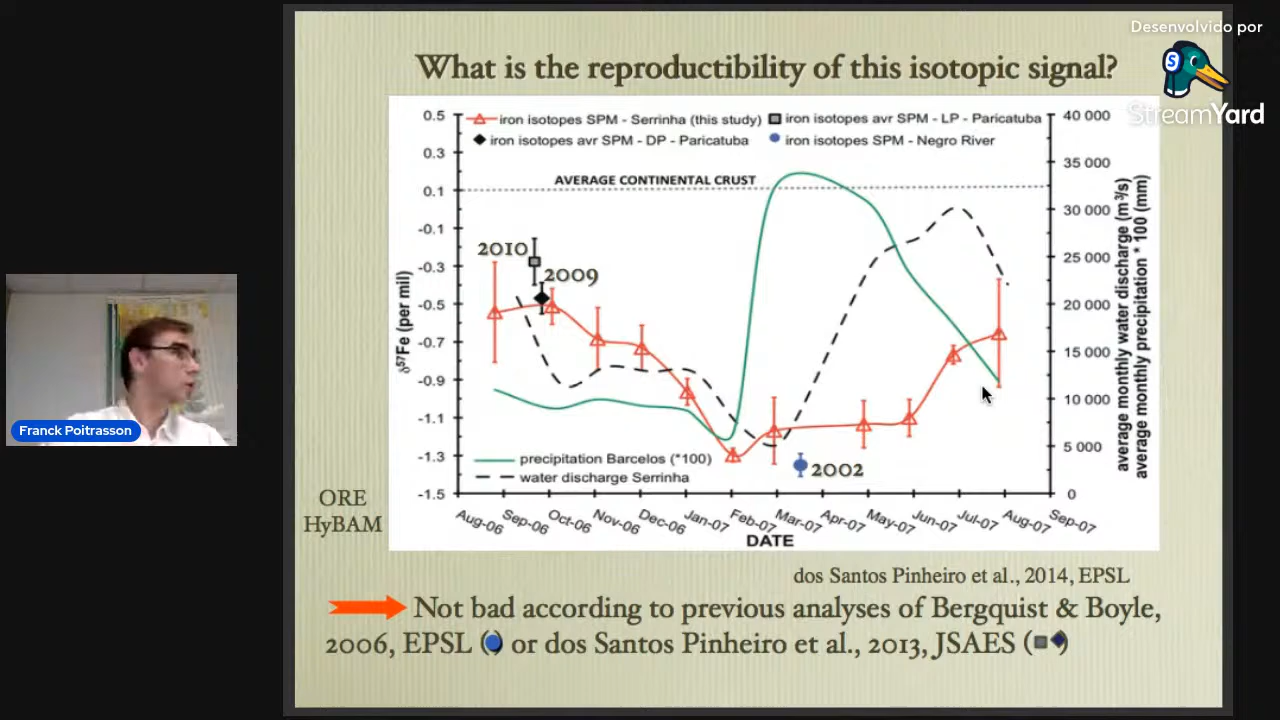 Desenvolvido por
StreamYard
What is the reproductibility of this isotopic signal?
iron isotopes SPM - Serrinha (this study)
iron isotopes avr SPM - LP - Paricatuba
iron isotopes avr SPM - DP - Paricatuba
iron isotopes SPM - Negro River
AVERAGE CONTINENTAL CRUST
0.5
0.3
0.1
-0.1
-0.3
-0.5
-0.7
-0.9
-1.1
-1.3
-1.5
δ57Fe (per mil)
40 000
35 000
30 000
25 000
20 000
15 000
10 000
5 000
0
average monthly water discharge (m³/s)
average monthly precipitation * 100 (mm)
2010
2009
2002
precipitation Barcelos (*100)
water discharge Serrinha
Aug-06
Sep-06
Oct-06
Nov-06
Dec-06
Jan-07
Feb-07
Mar-07
Apr-07
May-07
Jun-07
Jul-07
Aug-07
Sep-07
DATE
ORE
HyBAM
Franck Poitrasson
dos Santos Pinheiro et al., 2014, EPSL
Not bad according to previous analyses of Bergquist & Boyle,
2006, EPSL ( ) or dos Santos Pinheiro et al., 2013, JSAES ( )